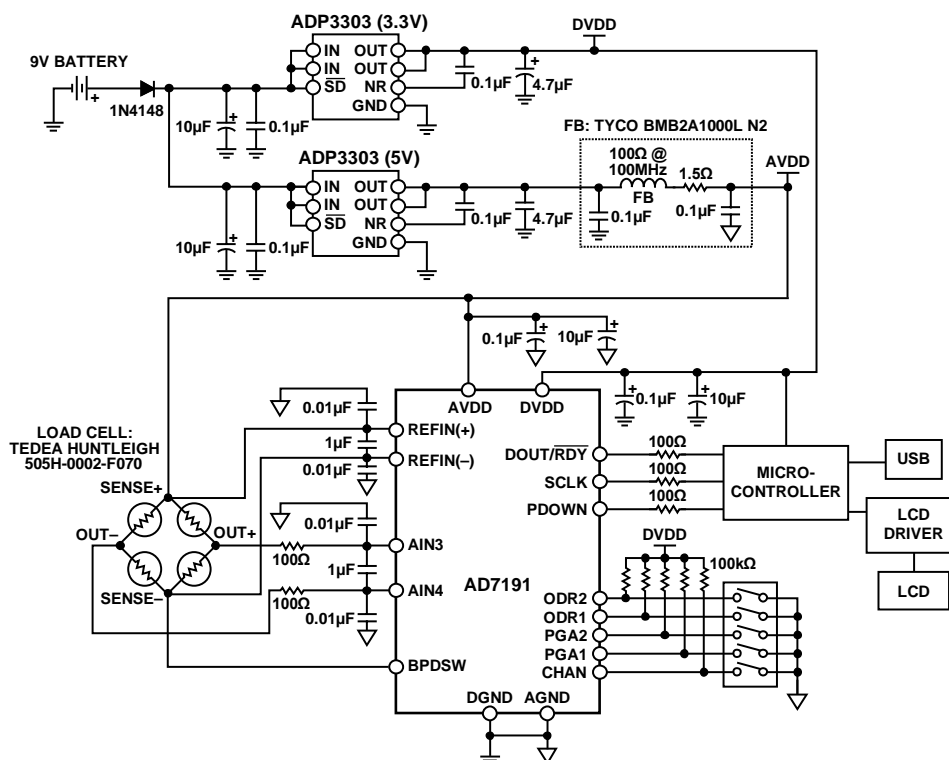 ADP3303 (3.3V)
DVDD
9V BATTERY
+
1N4148
IN
IN
SD
OUT
OUT
NR
GND
10µF
+
0.1µF
0.1µF
+
4.7µF
ADP3303 (5V)
IN
IN
SD
OUT
OUT
NR
GND
10µF
+
0.1µF
0.1µF
4.7µF
FB: TYCO BMB2A1000L N2
100Ω @
100MHz
FB
1.5Ω
0.1µF
0.1µF
AVDD
0.1µF
+
10µF
+
AVDD
DVDD
+
0.1µF
+
10µF
LOAD CELL:
TEDEA HUNTLEIGH
505H-0002-F070
SENSE+
OUT–
OUT+
SENSE–
0.01µF
1µF
0.01µF
0.01µF
100Ω
1µF
100Ω
0.01µF
REFIN(+)
REFIN(–)
AIN3
AIN4
BPDSW
AD7191
DOUT/RDY
SCLK
PDOWN
ODR2
ODR1
PGA2
PGA1
CHAN
DGND
AGND
100Ω
100Ω
100Ω
MICRO-
CONTROLLER
USB
LCD
DRIVER
LCD
DVDD
100kΩ